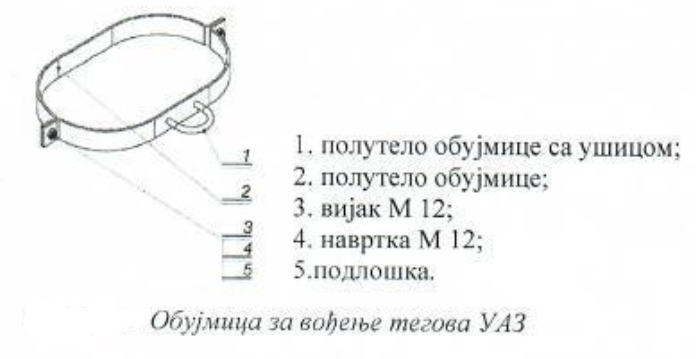 1
2
3
4
5
1. полутело обујмице са ушицом;
2. полутело обујмице;
3. вијак М 12;
4. навртка М 12;
5.подлошка.
Обујмица за вођење тегова УАЗ